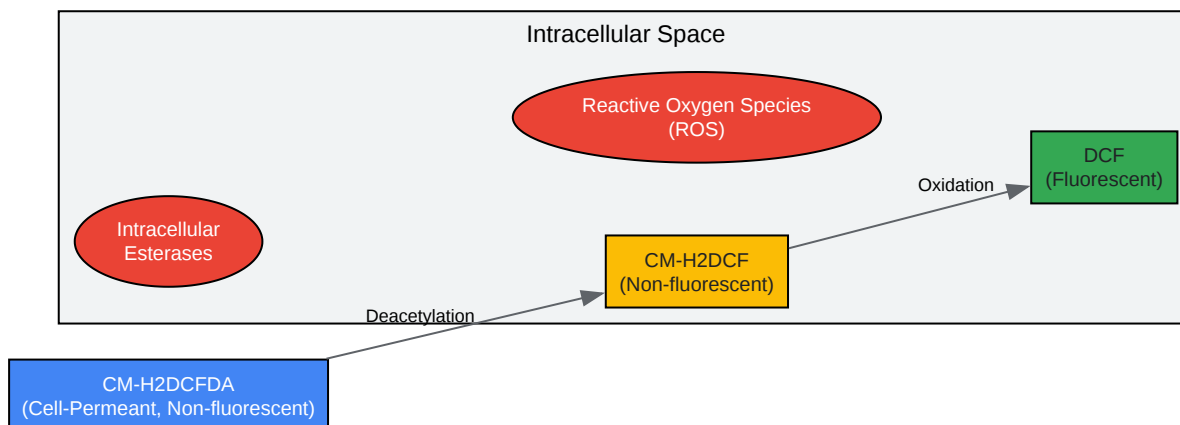 Intracellular Space
Reactive Oxygen Species
(ROS)
DCF
(Fluorescent)
Oxidation
Intracellular
Esterases
CM-H2DCF
(Non-fluorescent)
Deacetylation
CM-H2DCFDA
(Cell-Permeant, Non-fluorescent)